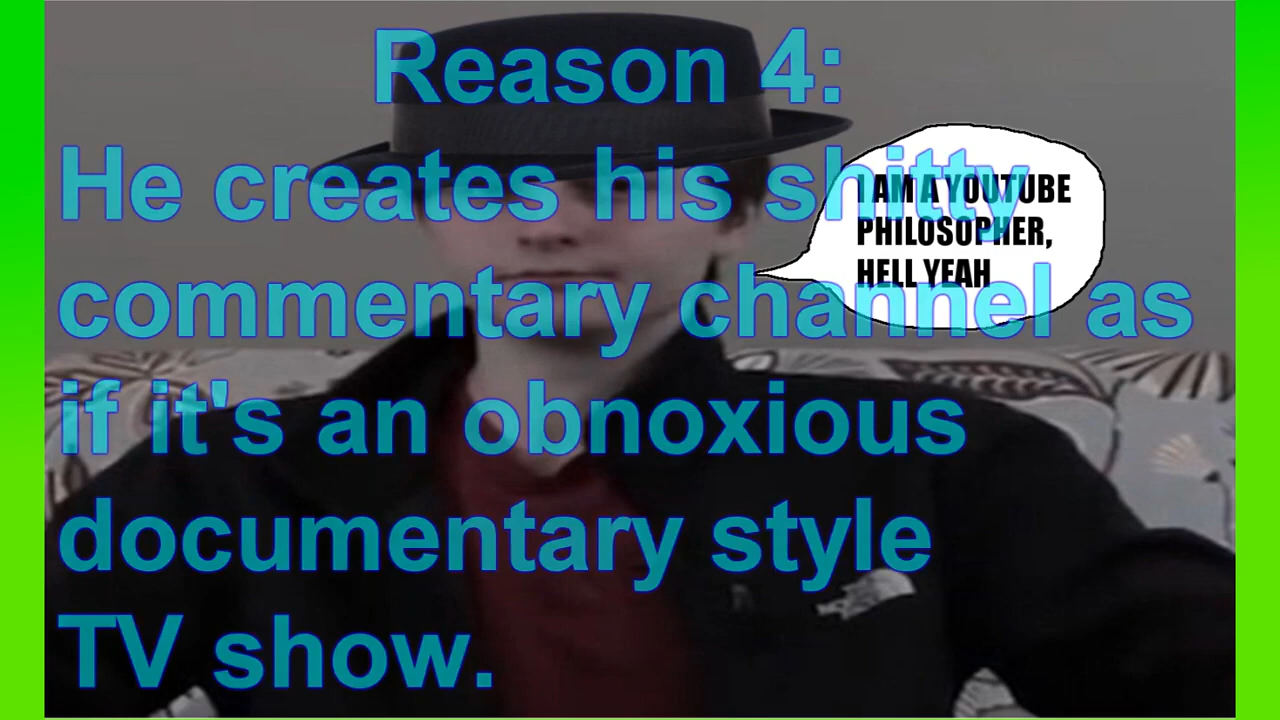 Reason 4:
He creates his shitty
commentary channel as
if it's an obnoxious
documentary style
TV show.
I AM A YOUTUBE
PHILOSOPHER,
HELL YEAH